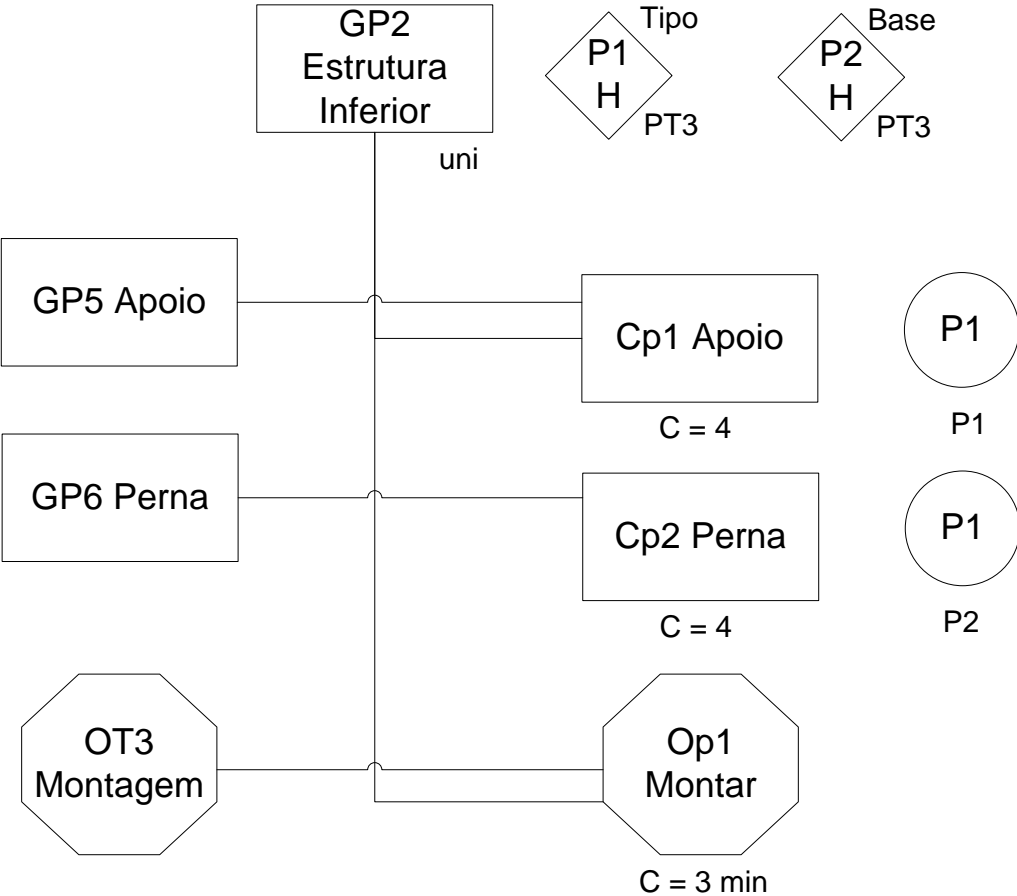 GP2
Estrutura
Inferior
uni
Tipo
P1
H
PT3
Base
P2
H
PT3
GP5 Apoio
Cp1 Apoio
C = 4
P1
P1
GP6 Perna
Cp2 Perna
C = 4
P1
P2
OT3
Montagem
Op1
Montar
C = 3 min